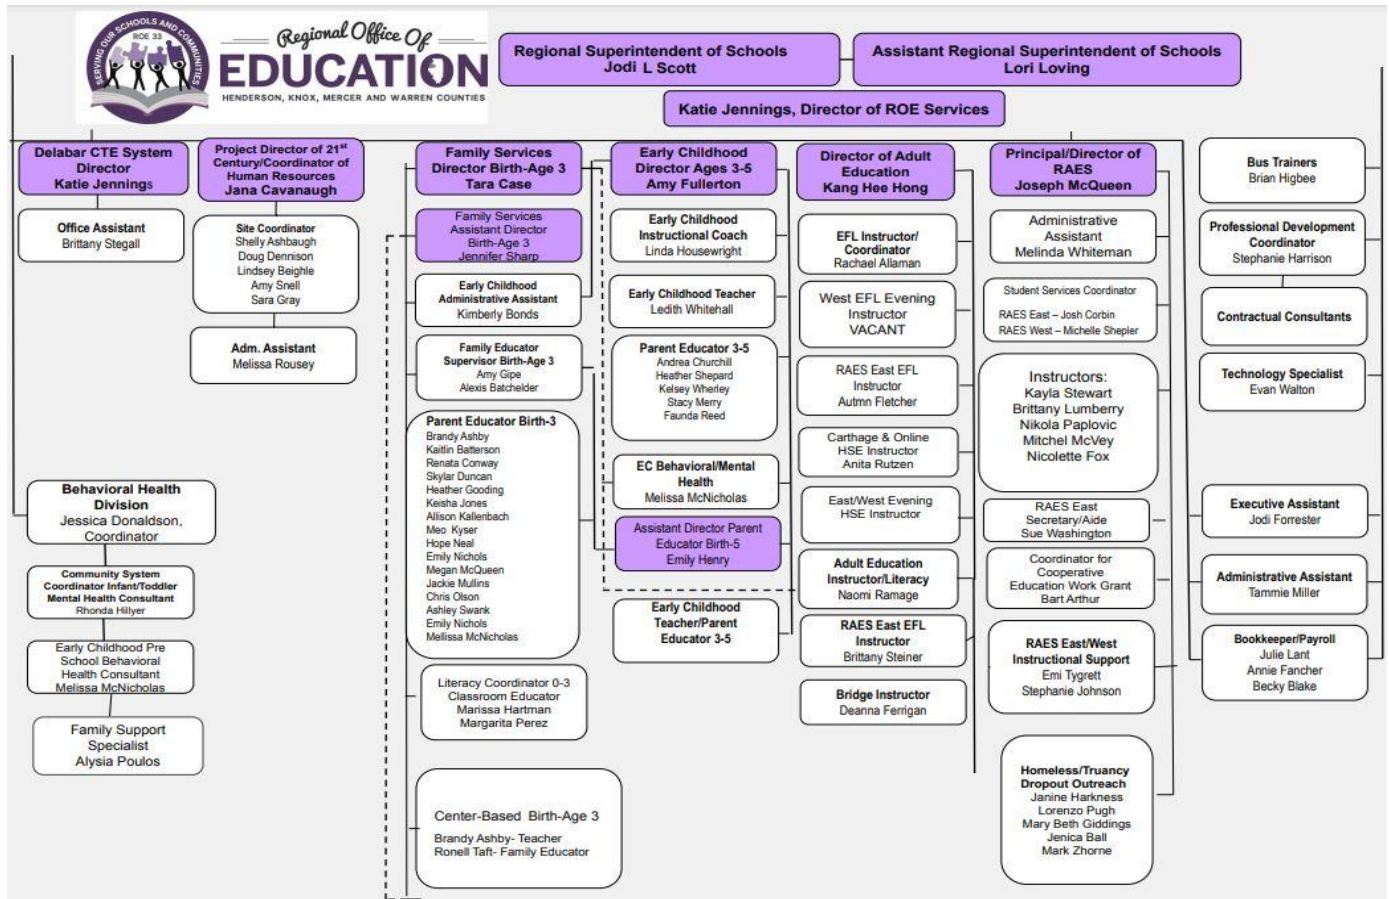 SERVING OUR SCHOOLS AND COMMUNITIES
ROE 33
Regional Office Of
EDUCATION
HENDERSON, KNOX, MERCER AND WARREN COUNTIES
Regional Superintendent of Schools
Jodi L Scott
Assistant Regional Superintendent of Schools
Lori Loving
Katie Jennings, Director of ROE Services
Delabar CTE System
Director
Katie Jennings
Office Assistant
Brittany Stegall
Project Director of 21st
Century/Coordinator of
Human Resources
Jana Cavanaugh
Site Coordinator
Shelly Ashbaugh
Doug Dennison
Lindsey Beighle
Amy Snell
Sara Gray
Adm. Assistant
Melissa Rousey
Behavioral Health
Division
Jessica Donaldson,
Coordinator
Community System
Coordinator Infant/Toddler
Mental Health Consultant
Rhonda Hillyer
Early Childhood Pre
School Behavioral
Health Consultant
Melissa McNicholas
Family Support
Specialist
Alysia Poulos
Family Services
Director Birth-Age 3
Tara Case
Family Services
Assistant Director
Birth-Age 3
Jennifer Sharp
Early Childhood
Administrative Assistant
Kimberly Bonds
Family Educator
Supervisor Birth-Age 3
Amy Gipe
Alexis Batchelder
Parent Educator Birth-3
Brandy Ashby
Kaitlin Batterson
Renata Conway
Skylar Duncan
Heather Gooding
Keisha Jones
Allison Kallenbach
Meo Kyser
Hope Neal
Emily Nichols
Megan McQueen
Jackie Mullins
Chris Olson
Ashley Swank
Emily Nichols
Mellissa McNicholas
Literacy Coordinator 0-3
Classroom Educator
Marissa Hartman
Margarita Perez
Center-Based Birth-Age 3
Brandy Ashby- Teacher
Ronell Taft- Family Educator
Early Childhood
Director Ages 3-5
Amy Fullerton
Early Childhood
Instructional Coach
Linda Housewright
Early Childhood Teacher
Ledith Whitehall
Parent Educator 3-5
Andrea Churchill
Heather Shepard
Kelsey Wherley
Stacy Merry
Faunda Reed
EC Behavioral/Mental
Health
Melissa McNicholas
Assistant Director Parent
Educator Birth-5
Emily Henry
Early Childhood
Teacher/Parent
Educator 3-5
Director of Adult
Education
Kang Hee Hong
EFL Instructor/
Coordinator
Rachael Allaman
West EFL Evening
Instructor
VACANT
RAES East EFL
Instructor
Autmn Fletcher
Carthage & Online
HSE Instructor
Anita Rutzen
East/West Evening
HSE Instructor
Adult Education
Instructor/Literacy
Naomi Ramage
RAES East EFL
Instructor
Brittany Steiner
Bridge Instructor
Deanna Ferrigan
Principal/Director of
RAES
Joseph McQueen
Administrative
Assistant
Melinda Whiteman
Student Services Coordinator
RAES East – Josh Corbin
RAES West – Michelle Shepler
Instructors:
Kayla Stewart
Brittany Lumberry
Nikola Paplovic
Mitchel McVey
Nicolette Fox
RAES East
Secretary/Aide
Sue Washington
Coordinator for
Cooperative
Education Work Grant
Bart Arthur
RAES East/West
Instructional Support
Emi Tygrett
Stephanie Johnson
Homeless/Truancy
Dropout Outreach
Janine Harkness
Lorenzo Pugh
Mary Beth Giddings
Jenica Ball
Mark Zhorne
Bus Trainers
Brian Higbee
Professional Development
Coordinator
Stephanie Harrison
Contractual Consultants
Technology Specialist
Evan Walton
Executive Assistant
Jodi Forrester
Administrative Assistant
Tammie Miller
Bookkeeper/Payroll
Julie Lant
Annie Fancher
Becky Blake